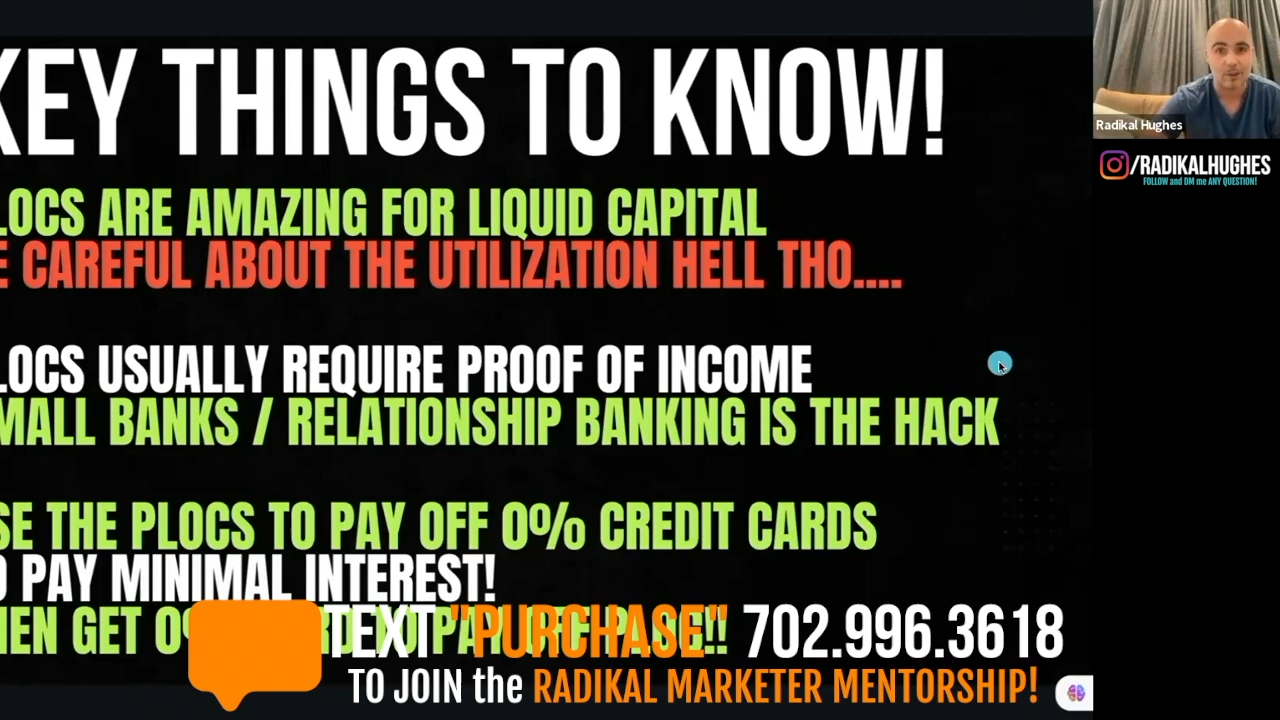 KEY THINGS TO KNOW!
LOCS ARE AMAZING FOR LIQUID CAPITAL
E CAREFUL ABOUT THE UTILIZATION HELL THO....
LOCS USUALLY REQUIRE PROOF OF INCOME
MALL BANKS / RELATIONSHIP BANKING IS THE HACK
SE THE PLOCS TO PAY OFF 0% CREDIT CARDS
O PAY MINIMAL INTEREST!
HEN GET
TEXT "PURCHASE" 702.996.3618
TO JOIN the RADIKAL MARKETER MENTORSHIP!
Radikal Hughes
/RADIKALHUGHES
FOLLOW and DM me ANY QUESTION!